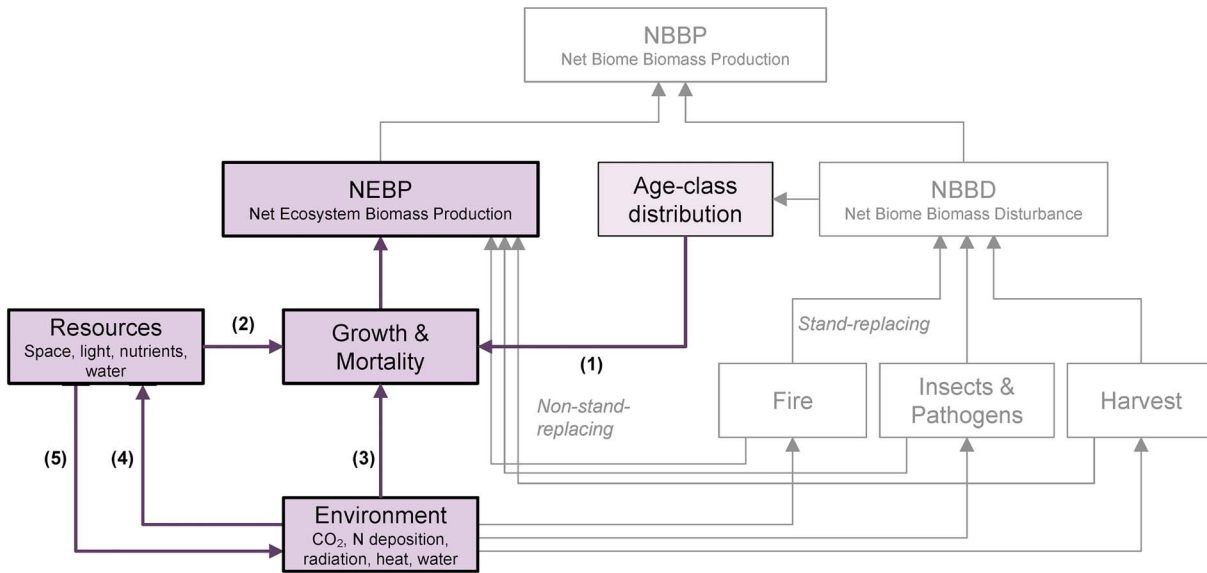 NBBP
Net Biome Biomass Production
NEBP
Net Ecosystem Biomass Production
Age-class
distribution
NBBD
Net Biome Biomass Disturbance
Resources
Space, light, nutrients,
water
(2)
Growth &
Mortality
(1)
Stand-replacing
Non-stand-
replacing
Fire
Insects &
Pathogens
Harvest
(5)
(4)
(3)
Environment
CO₂, N deposition,
radiation, heat, water